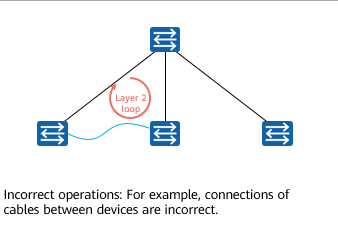 Layer 2
loop
Incorrect operations: For example, connections of
cables between devices are incorrect.